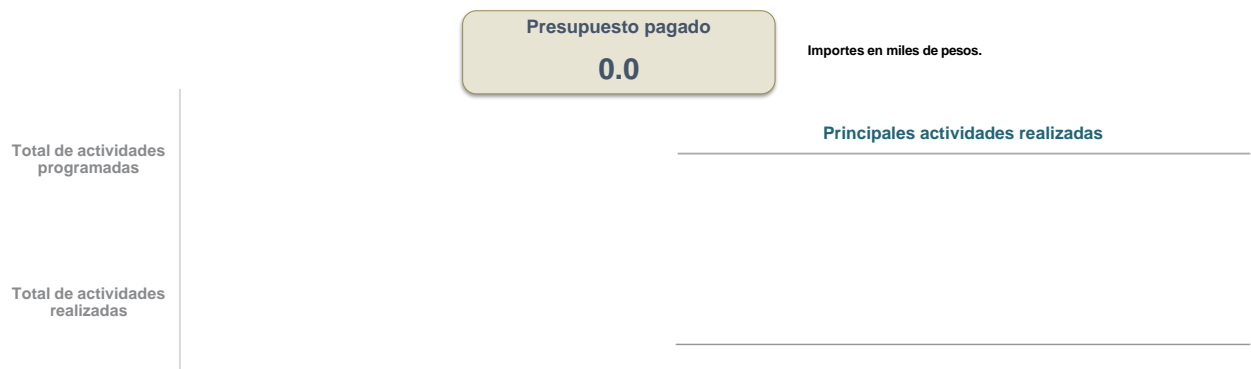 Presupuesto pagado
0.0
Importes en miles de pesos.
Principales actividades realizadas
Total de actividades
programadas
Total de actividades
realizadas